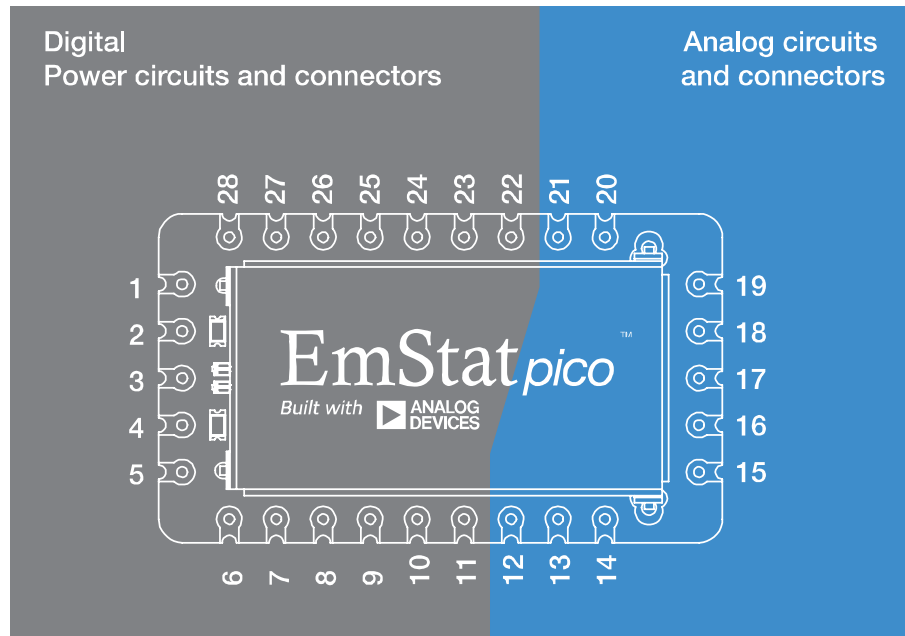 Digital
Power circuits and connectors
Analog circuits
and connectors
28 27 26 25 24 23 22 21 20
1
2
3
4
5
19
18
17
16
15
EmStat pico ™
Built with ANALOG
DEVICES
6 7 8 9 10 11 12 13 14